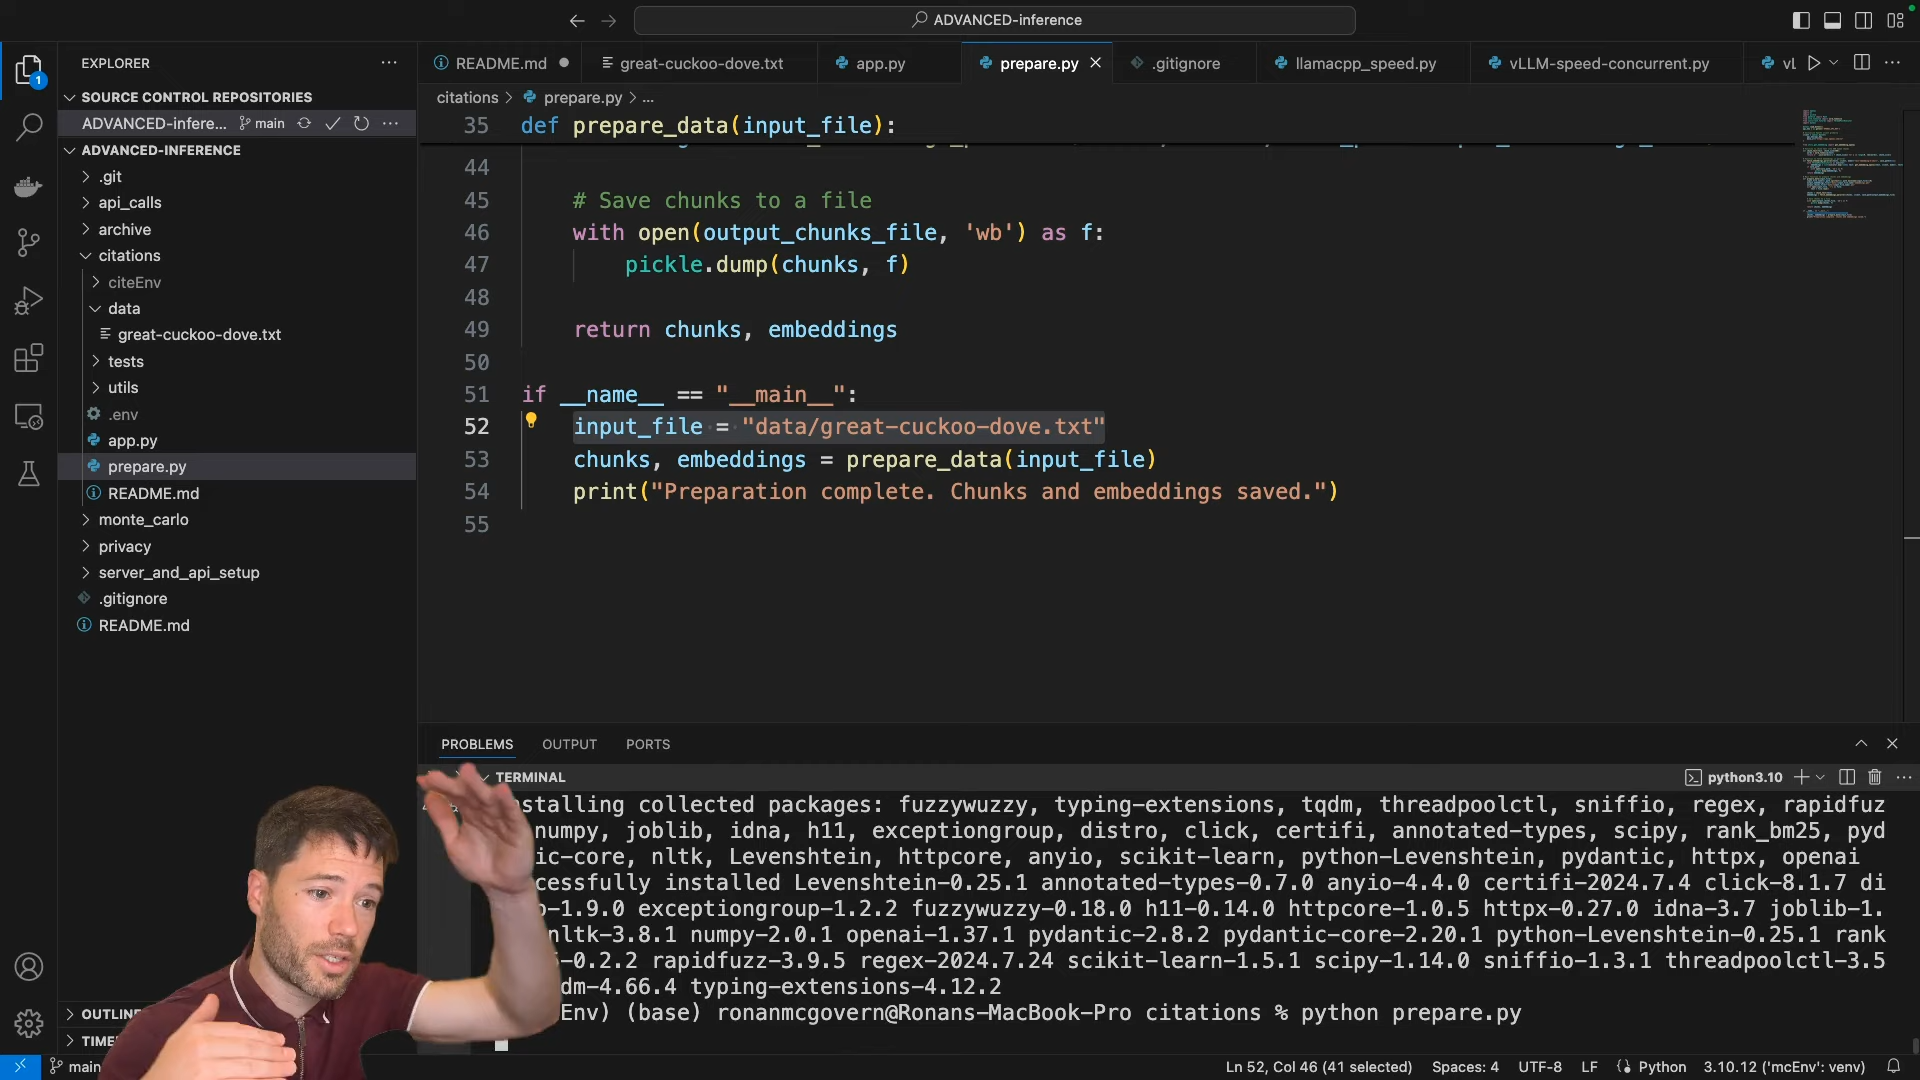 ADVANCED-inference
EXPLORER
README.md
great-cuckoo-dove.txt
app.py
prepare.py
.gitignore
llamacpp_speed.py
vLLM-speed-concurrent.py
vl
1
SOURCE CONTROL REPOSITORIES
ADVANCED-infere... main
ADVANCED-INFERENCE
.git
api_calls
archive
citations
citeEnv
data
great-cuckoo-dove.txt
tests
utils
.env
app.py
prepare.py
README.md
monte_carlo
privacy
server_and_api_setup
.gitignore
README.md
OUTLINE
TIME
citations > prepare.py > ...
35 def prepare_data(input_file):
44
45 # Save chunks to a file
46 with open(output_chunks_file, 'wb') as f:
47 pickle.dump(chunks, f)
48
49 return chunks, embeddings
50
51 if __name__ == "__main__":
52 input_file = "data/great-cuckoo-dove.txt"
53 chunks, embeddings = prepare_data(input_file)
54 print("Preparation complete. Chunks and embeddings saved.")
55
PROBLEMS OUTPUT PORTS
TERMINAL
python3.10
stalling collected packages: fuzzywuzzy, typing-extensions, tqdm, threadpoolctl, sniffio, regex, rapidfuz
numpy, joblib, idna, h11, exceptiongroup, distro, click, certifi, annotated-types, scipy, rank_bm25, pyd
ic-core, nltk, Levenshtein, httpcore, anyio, scikit-learn, python-Levenshtein, pydantic, httpx, openai
cessfully installed Levenshtein-0.25.1 annotated-types-0.7.0 anyio-4.4.0 certifi-2024.7.4 click-8.1.7 di
o-1.9.0 exceptiongroup-1.2.2 fuzzywuzzy-0.18.0 h11-0.14.0 httpcore-1.0.5 httpx-0.27.0 idna-3.7 joblib-1.
nltk-3.8.1 numpy-2.0.1 openai-1.37.1 pydantic-2.8.2 pydantic-core-2.20.1 python-Levenshtein-0.25.1 rank
-0.2.2 rapidfuzz-3.9.5 regex-2024.7.24 scikit-learn-1.5.1 scipy-1.14.0 sniffio-1.3.1 threadpoolctl-3.5
dm-4.66.4 typing-extensions-4.12.2
Env) (base) ronanmcgovern@Ronans-MacBook-Pro citations % python prepare.py
main
Ln 52, Col 46 (41 selected) Spaces: 4 UTF-8 LF Python 3.10.12 ('mcEnv': venv)